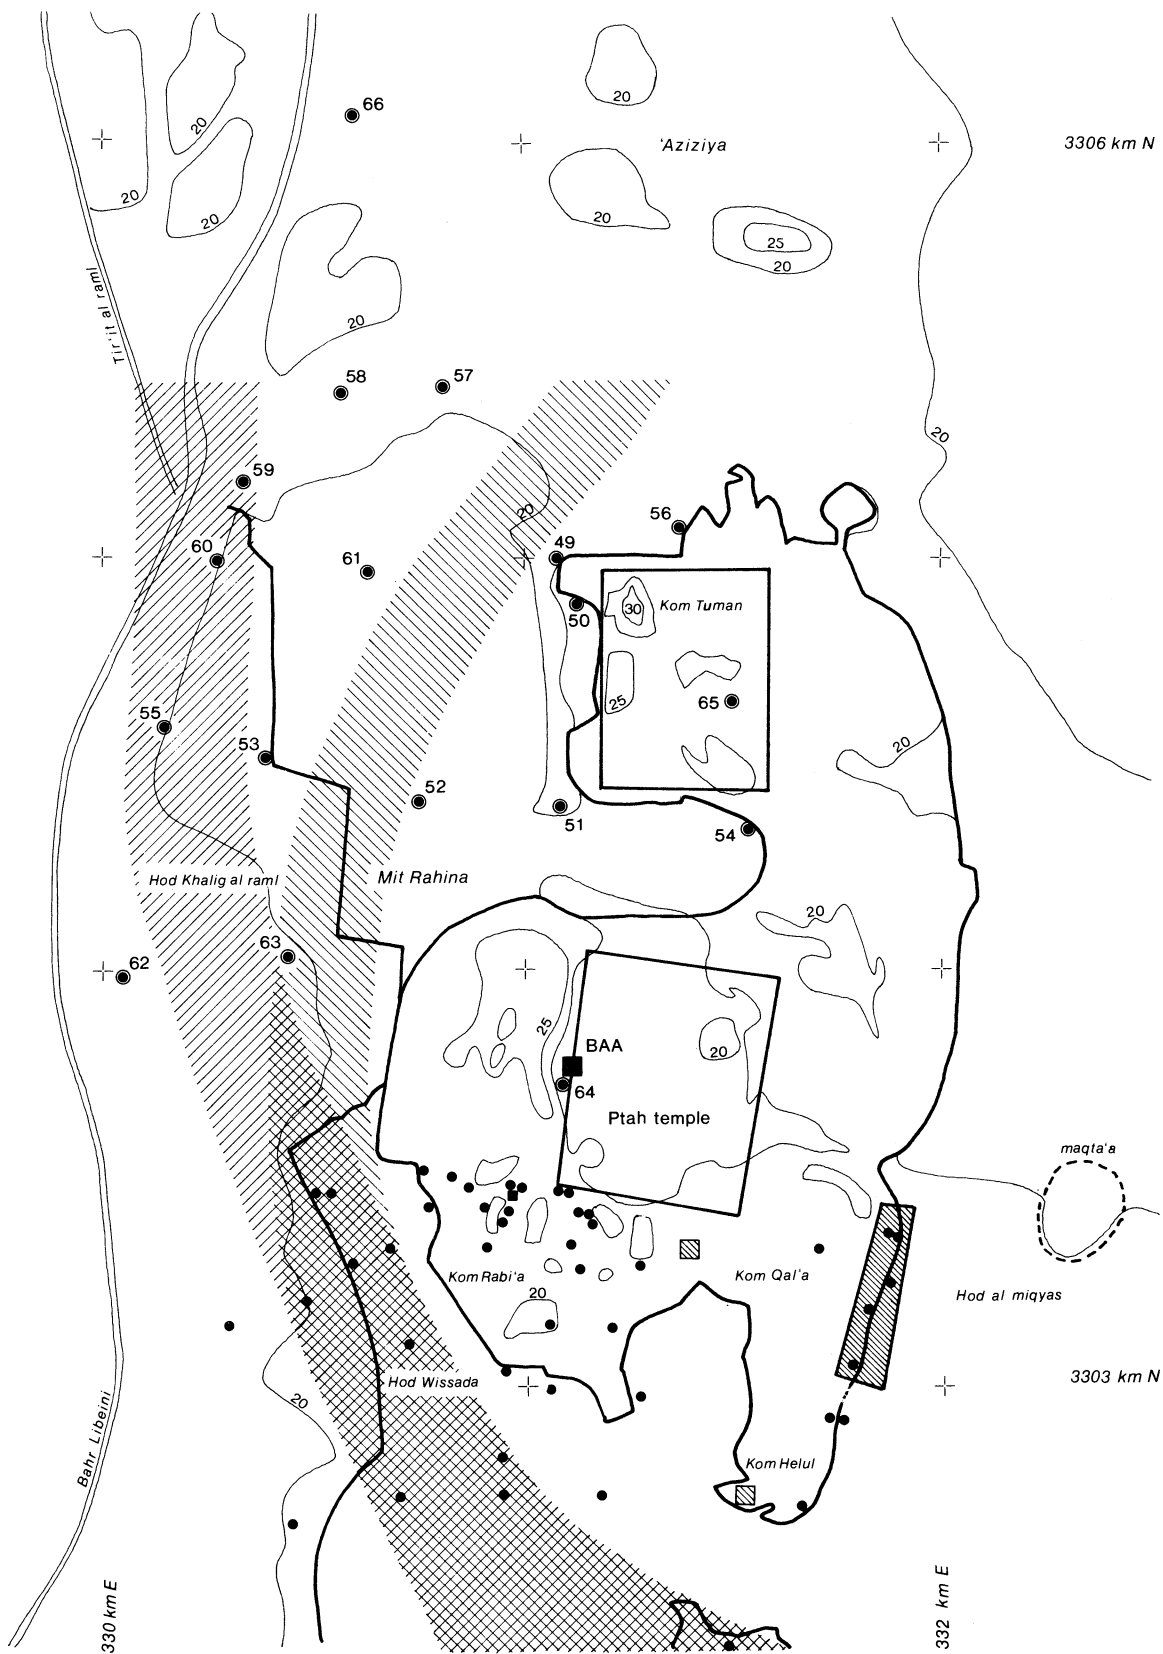 66
20
20
'Aziziya
3306 km N
20
20
20
25
20
Tir'it al raml
20
58
57
20
59
20
56
60
61
49
50
30
Kom Tuman
25
65
55
53
20
52
51
54
Hod Khalig al raml
Mit Rahina
20
63
62
25
BAA
20
64
Ptah temple
maqta'a
Kom Rabi'a
Kom Qal'a
20
Hod al miqyas
Hod Wissada
3303 km N
20
Bahr Libeini
Kom Helul
330 km E
332 km E